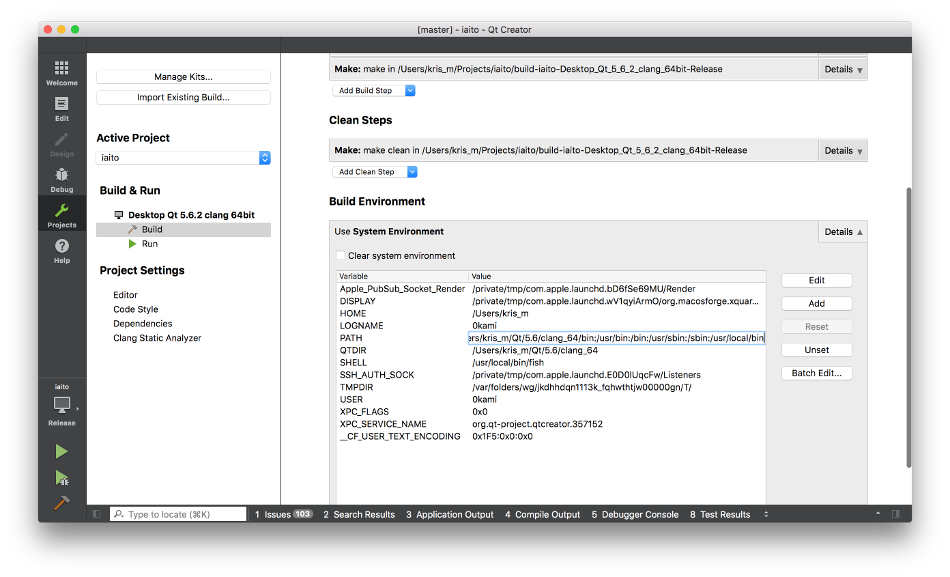 [master] - iaito - Qt Creator
Welcome
Edit
Design
Debug
Projects
Help
iaito
Release
Manage Kits...
Import Existing Build...
Active Project
iaito
Build & Run
Desktop Qt 5.6.2 clang 64bit
Build
Run
Project Settings
Editor
Code Style
Dependencies
Clang Static Analyzer
Make: make in /Users/kris_m/Projects/iaito/build-iaito-Desktop_Qt_5_6_2_clang_64bit-Release Details
Add Build Step
Clean Steps
Make: make clean in /Users/kris_m/Projects/iaito/build-iaito-Desktop_Qt_5_6_2_clang_64bit-Release Details
Add Clean Step
Build Environment
Use System Environment Details
Clear system environment
Variable Value
Apple_PubSub_Socket_Render /private/tmp/com.apple.launchd.bD6fSe69MU/Render
DISPLAY /private/tmp/com.apple.launchd.wV1qyiArmO/org.macosforge.xquar...
HOME /Users/kris_m
LOGNAME 0kami
PATH ers/kris_m/Qt/5.6/clang_64/bin:/usr/bin:/bin:/usr/sbin:/sbin:/usr/local/bin
QTDIR /Users/kris_m/Qt/5.6/clang_64
SHELL /usr/local/bin/fish
SSH_AUTH_SOCK /private/tmp/com.apple.launchd.E0D0IUqcFw/Listeners
TMPDIR /var/folders/wg/jkdhhdqn1113k_fqhwthtjw00000gn/T/
USER 0kami
XPC_FLAGS 0x0
XPC_SERVICE_NAME org.qt-project.qtcreator.357152
__CF_USER_TEXT_ENCODING 0x1F5:0x0:0x0
Edit
Add
Reset
Unset
Batch Edit...
Type to locate (⌘K) 1 Issues 103 2 Search Results 3 Application Output 4 Compile Output 5 Debugger Console 8 Test Results